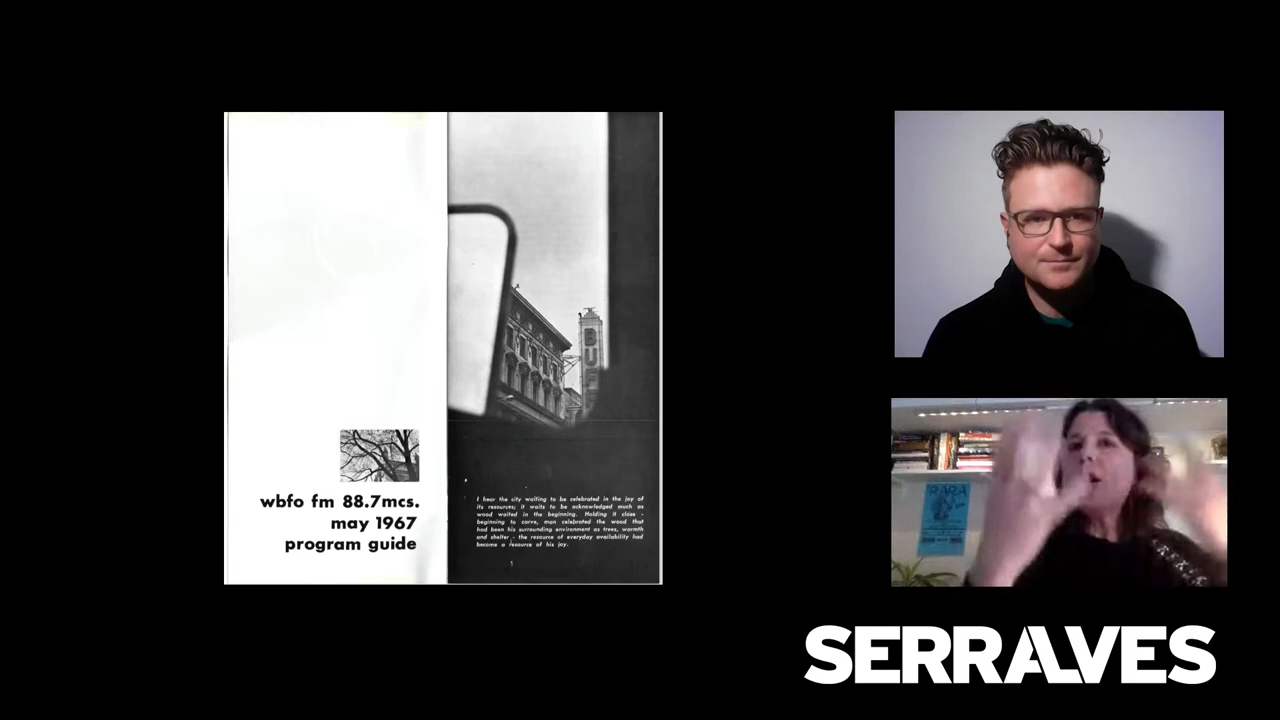 wbfo fm 88.7mcs.
may 1967
program guide
BUF
I hear the city waiting to be celebrated in the joy of
its resources; it waits to be acknowledged much as
wood waited in the beginning. Holding it close -
beginning to carve, man celebrated the wood that
had been his surrounding environment as trees, warmth
and shelter - the resource of everyday availability had
become a resource of his joy.
RARA
SERRALVES